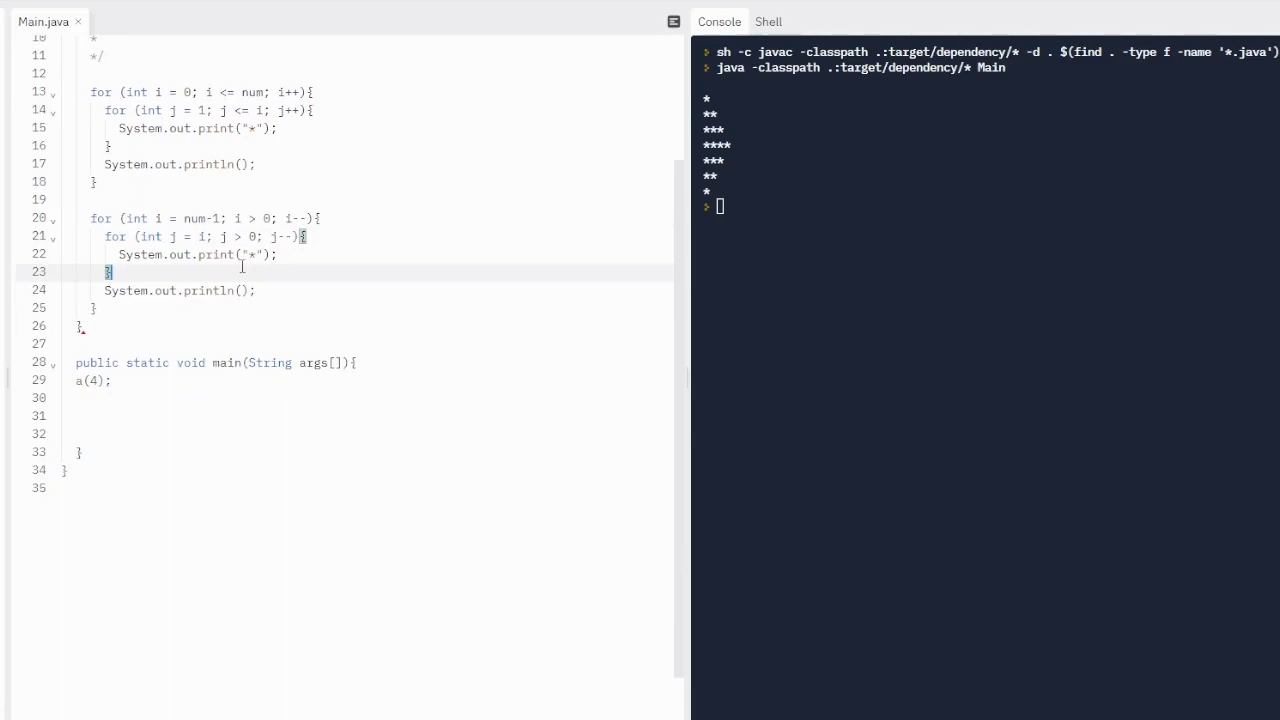 Main.java ×
Console Shell
10 *
11 */
12
13 for (int i = 0; i <= num; i++){
14 for (int j = 1; j <= i; j++){
15 System.out.print("*");
16 }
17 System.out.println();
18 }
19
20 for (int i = num-1; i > 0; i--){
21 for (int j = i; j > 0; j--){
22 System.out.print("*");
23 }
24 System.out.println();
25 }
26 }
27
28 public static void main(String args[]){
29 a(4);
30
31
32
33 }
34 }
35
sh -c javac -classpath .:target/dependency/* -d . $(find . -type f -name '*.java')
java -classpath .:target/dependency/* Main
*
**
***
****
***
**
*